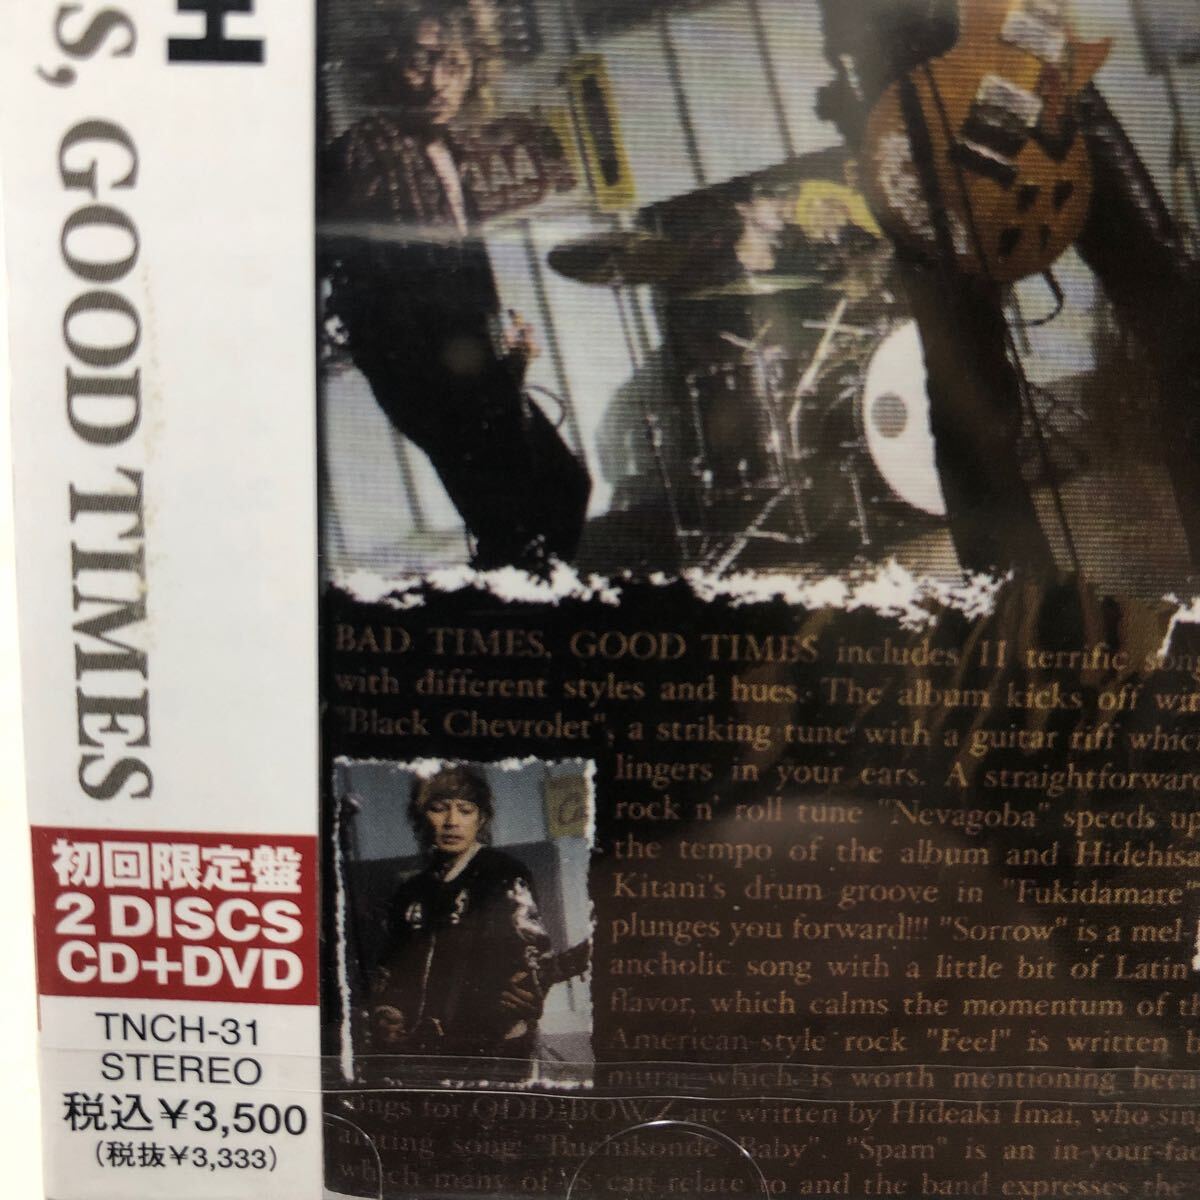 H
S, GOOD TIMES
初回限定盤
2 DISCS
CD+DVD
TNCH-31
STEREO
税込¥3,500
(税抜¥3,333)
BAD TIMES, GOOD TIMES includes 11 terrific song
with different styles and hues. The album kicks off wit
"Black Chevrolet", a striking tune with a guitar riff whic
lingers in your ears. A straightforward
rock n' roll tune "Nevagoba" speeds up
the tempo of the album and Hidehisa
Kitani's drum groove in "Fukidamare"
plunges you forward!!! "Sorrow" is a mel-
ancholic song with a little bit of Latin
flavor, which calms the momentum of th
American-style rock "Feel" is written b
mura, which is worth mentioning beca
ongs for ODD-BOWZ are written by Hideaki Imai, who sin
ainting song "Buchikonde Baby" "Spam" is an in-your-fac
which many of us can relate to and the band expresses the